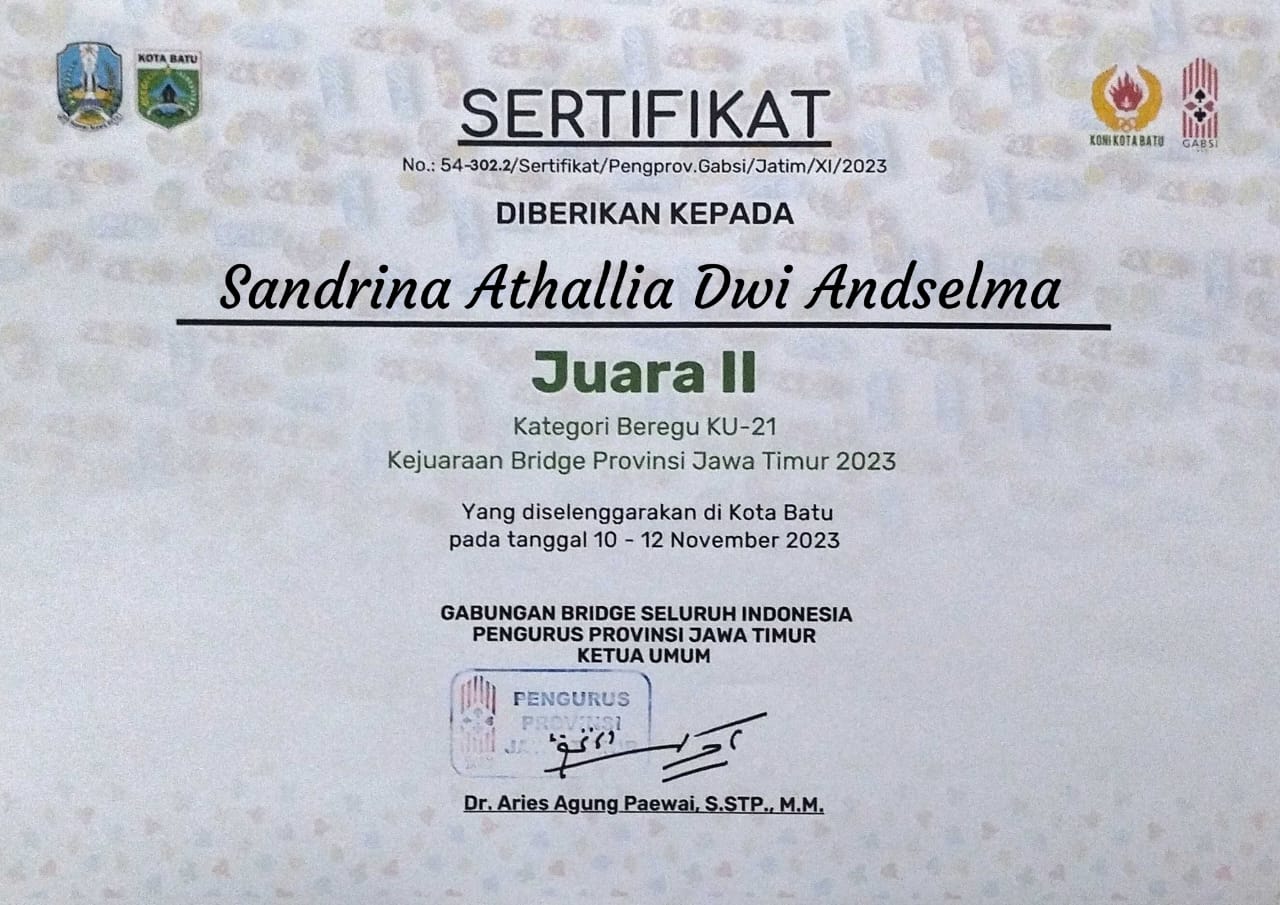 KOTA BATU
KONI KOTA BATU
GABSI
SERTIFIKAT
No.: 54-302.2/Sertifikat/Pengprov.Gabsi/Jatim/XI/2023
DIBERIKAN KEPADA
Sandrina Athallia Dwi Andselma
Juara II
Kategori Beregu KU-21
Kejuaraan Bridge Provinsi Jawa Timur 2023
Yang diselenggarakan di Kota Batu
pada tanggal 10 - 12 November 2023
GABUNGAN BRIDGE SELURUH INDONESIA
PENGURUS PROVINSI JAWA TIMUR
KETUA UMUM
PENGURUS
PROVINSI
Dr. Aries Agung Paewai, S.STP., M.M.